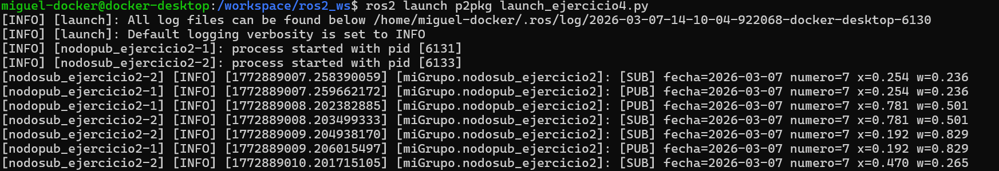 miguel-docker@docker-desktop:/workspace/ros2_ws$ ros2 launch p2pkg launch_ejercicio4.py
[INFO] [launch]: All log files can be found below /home/miguel-docker/.ros/log/2026-03-07-14-10-04-922068-docker-desktop-6130
[INFO] [launch]: Default logging verbosity is set to INFO
[INFO] [nodopub_ejercicio2-1]: process started with pid [6131]
[INFO] [nodosub_ejercicio2-2]: process started with pid [6133]
[nodosub_ejercicio2-2] [INFO] [1772889007.258390059] [miGrupo.nodosub_ejercicio2]: [SUB] fecha=2026-03-07 numero=7 x=0.254 w=0.236
[nodopub_ejercicio2-1] [INFO] [1772889007.259662172] [miGrupo.nodopub_ejercicio2]: [PUB] fecha=2026-03-07 numero=7 x=0.254 w=0.236
[nodopub_ejercicio2-1] [INFO] [1772889008.202382885] [miGrupo.nodopub_ejercicio2]: [PUB] fecha=2026-03-07 numero=7 x=0.781 w=0.501
[nodosub_ejercicio2-2] [INFO] [1772889008.203499333] [miGrupo.nodosub_ejercicio2]: [SUB] fecha=2026-03-07 numero=7 x=0.781 w=0.501
[nodosub_ejercicio2-2] [INFO] [1772889009.204938170] [miGrupo.nodosub_ejercicio2]: [SUB] fecha=2026-03-07 numero=7 x=0.192 w=0.829
[nodopub_ejercicio2-1] [INFO] [1772889009.206015497] [miGrupo.nodopub_ejercicio2]: [PUB] fecha=2026-03-07 numero=7 x=0.192 w=0.829
[nodosub_ejercicio2-2] [INFO] [1772889010.201715105] [miGrupo.nodosub_ejercicio2]: [SUB] fecha=2026-03-07 numero=7 x=0.470 w=0.265